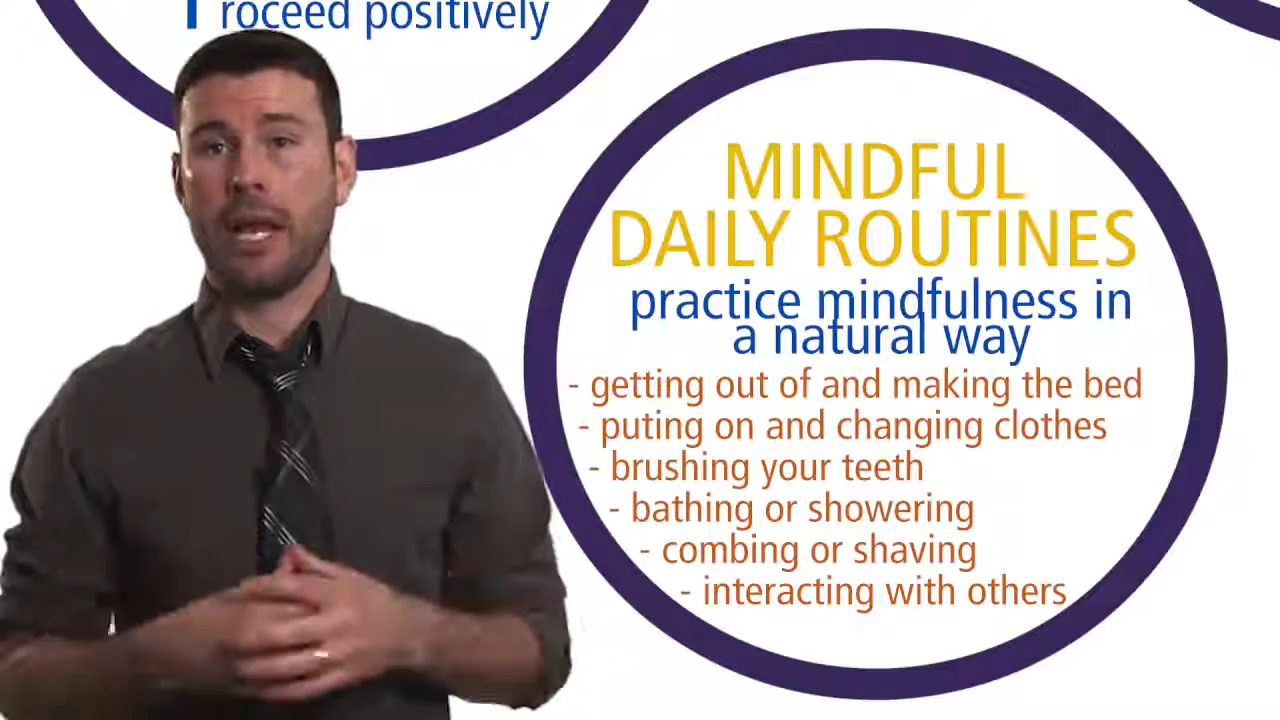 roceed positively
MINDFUL
DAILY ROUTINES
practice mindfulness in
a natural way
- getting out of and making the bed
- puting on and changing clothes
- brushing your teeth
- bathing or showering
- combing or shaving
- interacting with others